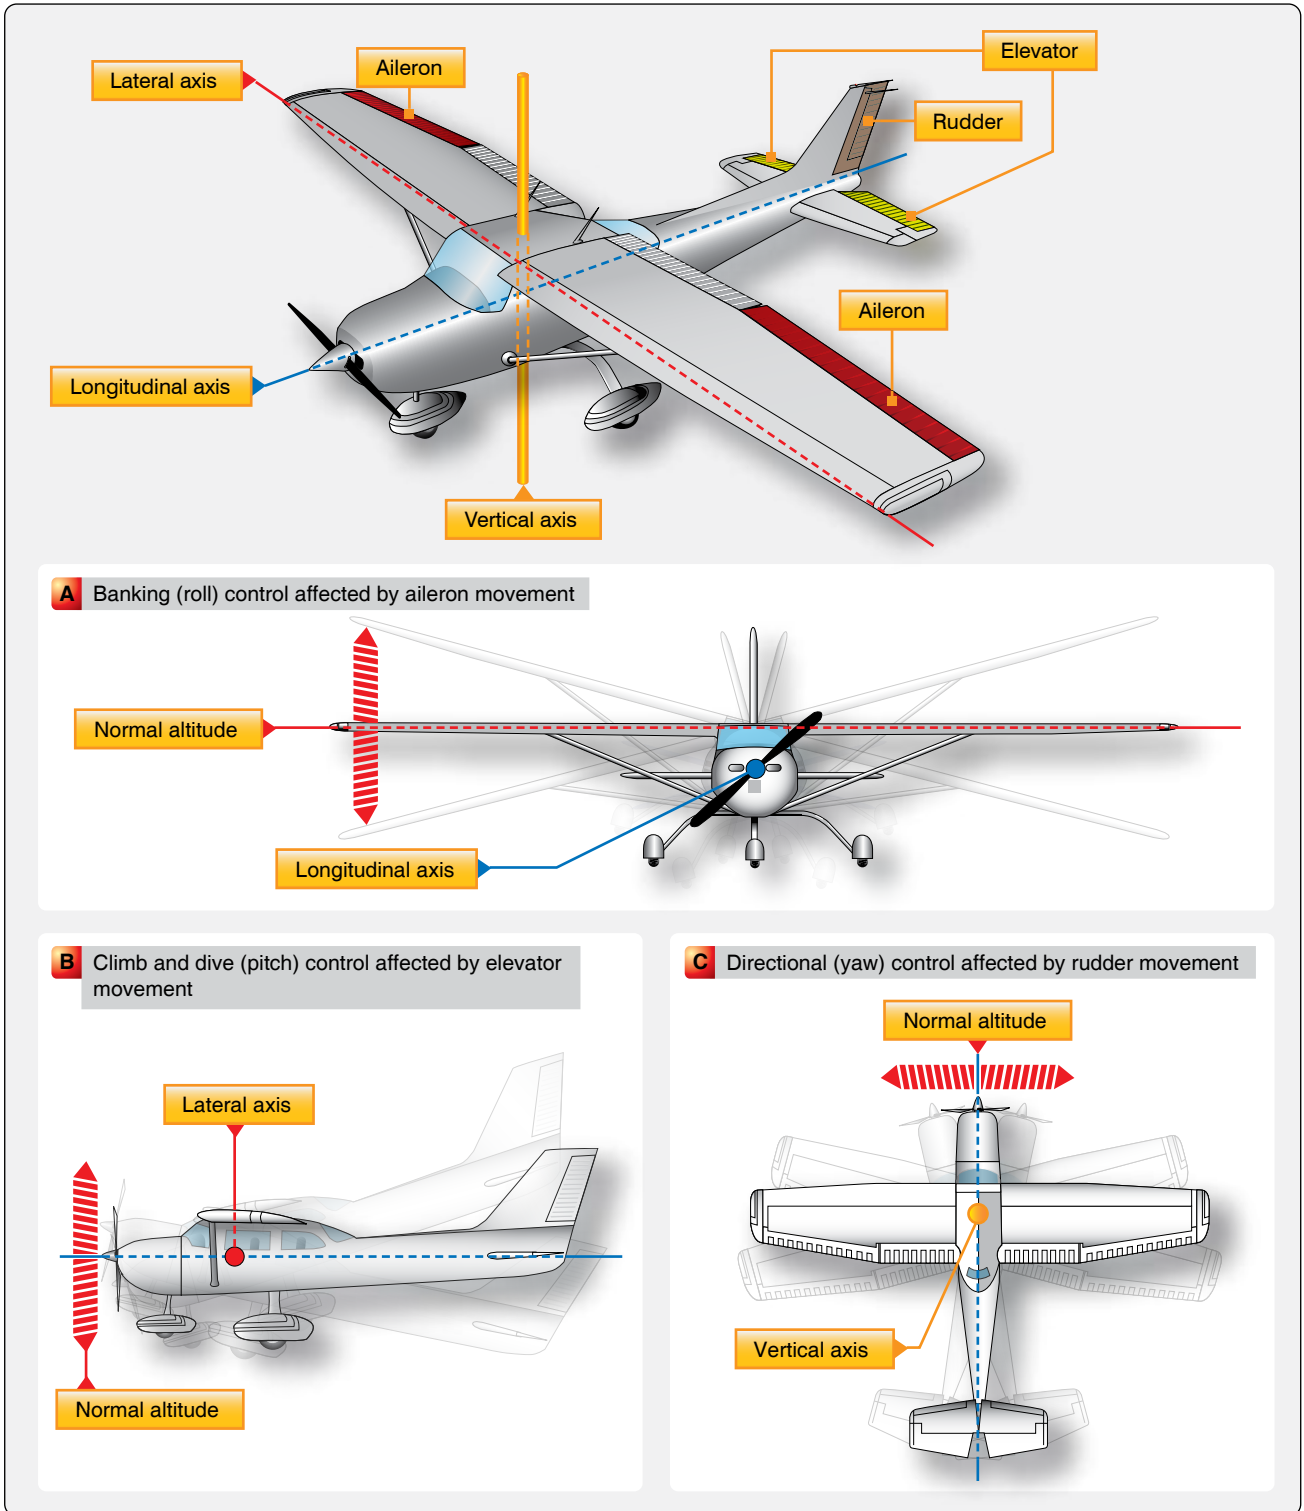 Elevator
Aileron
Lateral axis
Rudder
Aileron
Longitudinal axis
Vertical axis
A Banking (roll) control affected by aileron movement
Normal altitude
Longitudinal axis
B Climb and dive (pitch) control affected by elevator
movement
Lateral axis
Normal altitude
C Directional (yaw) control affected by rudder movement
Normal altitude
Vertical axis